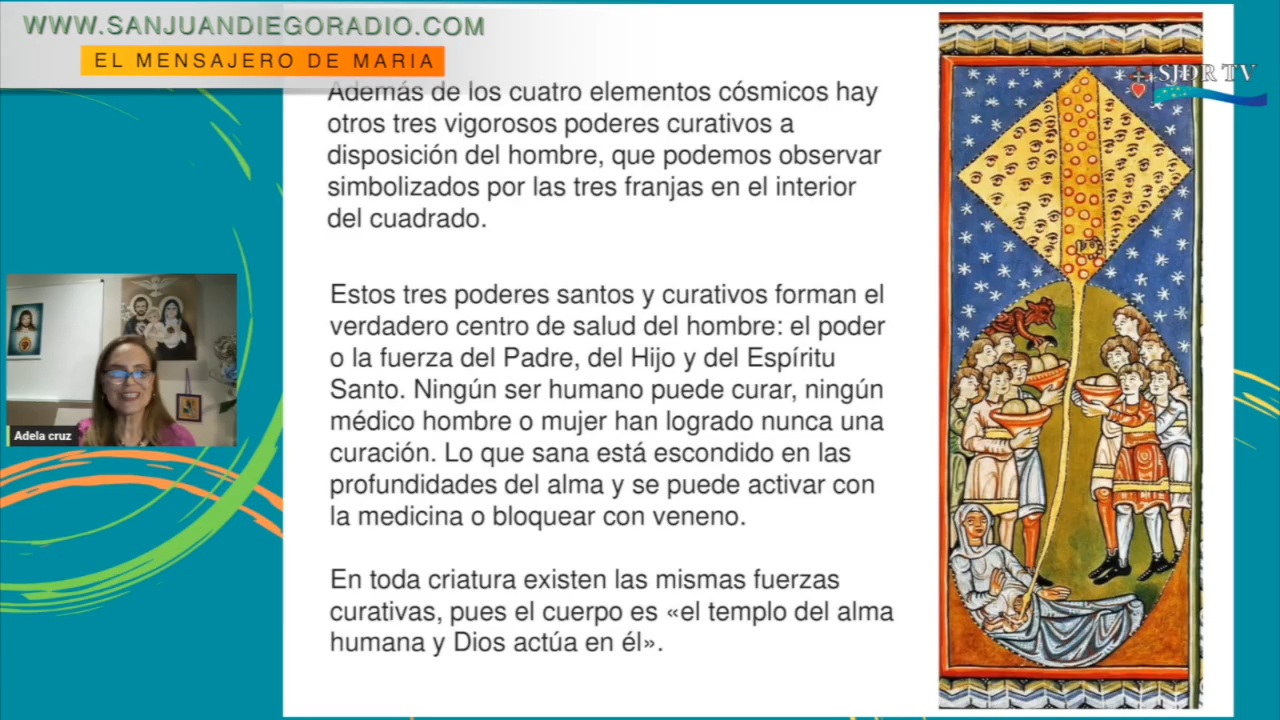 WWW.SANJUANDIEGORADIO.COM
EL MENSAJERO DE MARIA
SJDR TV
Además de los cuatro elementos cósmicos hay
otros tres vigorosos poderes curativos a
disposición del hombre, que podemos observar
simbolizados por las tres franjas en el interior
del cuadrado.
Estos tres poderes santos y curativos forman el
verdadero centro de salud del hombre: el poder
o la fuerza del Padre, del Hijo y del Espíritu
Santo. Ningún ser humano puede curar, ningún
médico hombre o mujer han logrado nunca una
curación. Lo que sana está escondido en las
profundidades del alma y se puede activar con
la medicina o bloquear con veneno.
En toda criatura existen las mismas fuerzas
curativas, pues el cuerpo es «el templo del alma
humana y Dios actúa en él».
Adela cruz